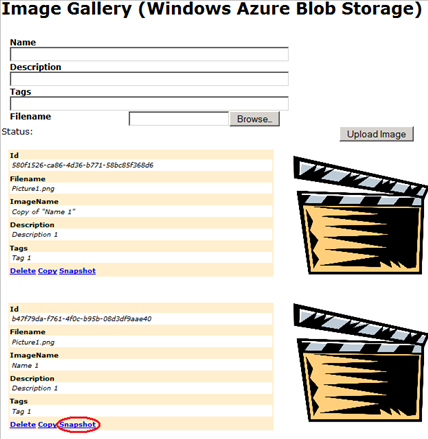 Image Gallery (Windows Azure Blob Storage)
Name
Description
Tags
Filename Browse..
Status:
Upload Image
Id
580f1526-ca86-4d36-b771-58bc85f368d6
Filename
Picture1.png
ImageName
Copy of "Name 1"
Description
Description 1
Tags
Tag 1
Delete Copy Snapshot
Id
b47f79da-f761-4f0c-b95b-08d3df9aae40
Filename
Picture1.png
ImageName
Name 1
Description
Description 1
Tags
Tag 1
Delete Copy Snapshot